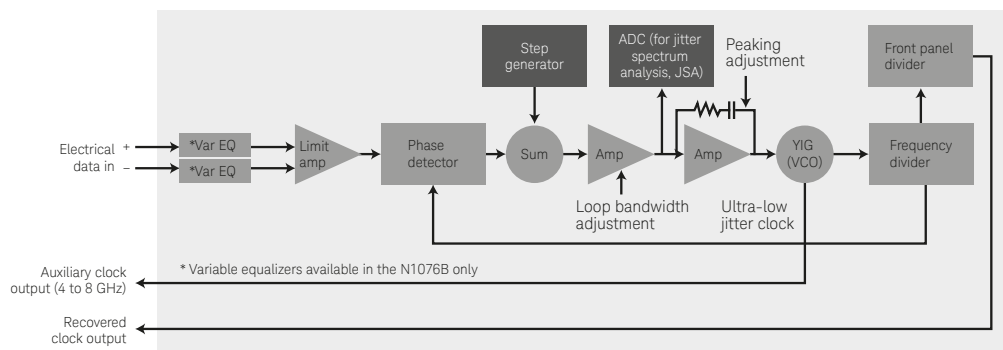 Step
generator
ADC (for jitter
spectrum
analysis, JSA)
Peaking
adjustment
Front panel
divider
Electrical
data in
+
–
*Var EQ
*Var EQ
Limit
amp
Phase
detector
Sum
Amp
Amp
YIG
(VCO)
Frequency
divider
Loop bandwidth
adjustment
Ultra-low
jitter clock
* Variable equalizers available in the N1076B only
Auxiliary clock
output (4 to 8 GHz)
Recovered
clock output